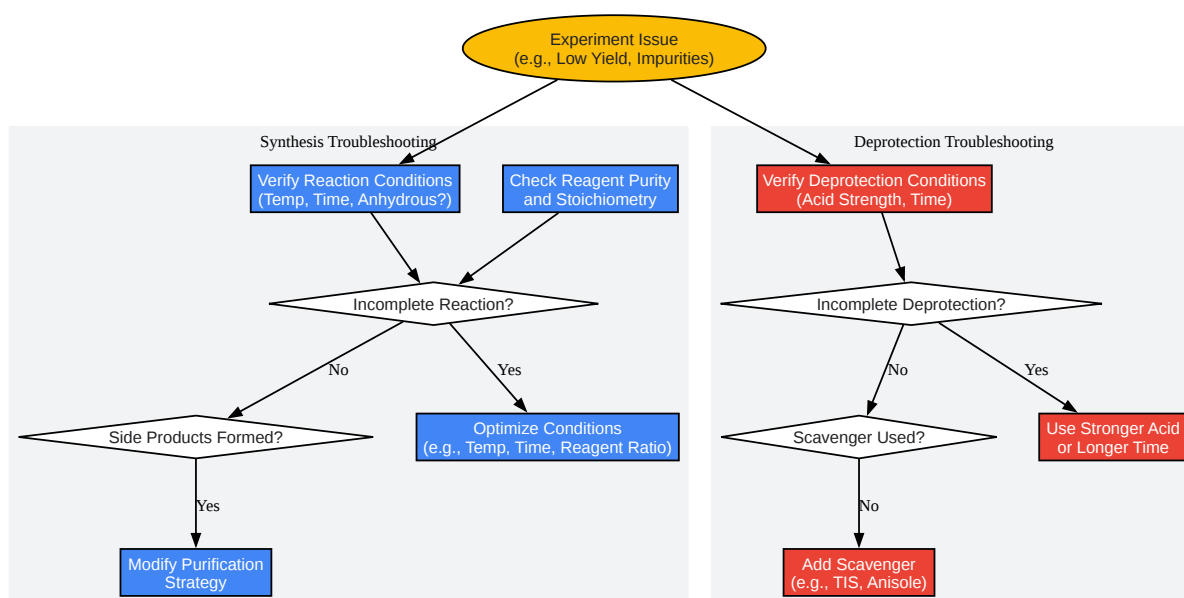 Experiment Issue
(e.g., Low Yield, Impurities)
Synthesis Troubleshooting
Verify Reaction Conditions
(Temp, Time, Anhydrous?)
Check Reagent Purity
and Stoichiometry
Incomplete Reaction?
No
Yes
Side Products Formed?
Optimize Conditions
(e.g., Temp, Time, Reagent Ratio)
Yes
Modify Purification
Strategy
Deprotection Troubleshooting
Verify Deprotection Conditions
(Acid Strength, Time)
Incomplete Deprotection?
No
Yes
Scavenger Used?
Use Stronger Acid
or Longer Time
No
Add Scavenger
(e.g., TIS, Anisole)